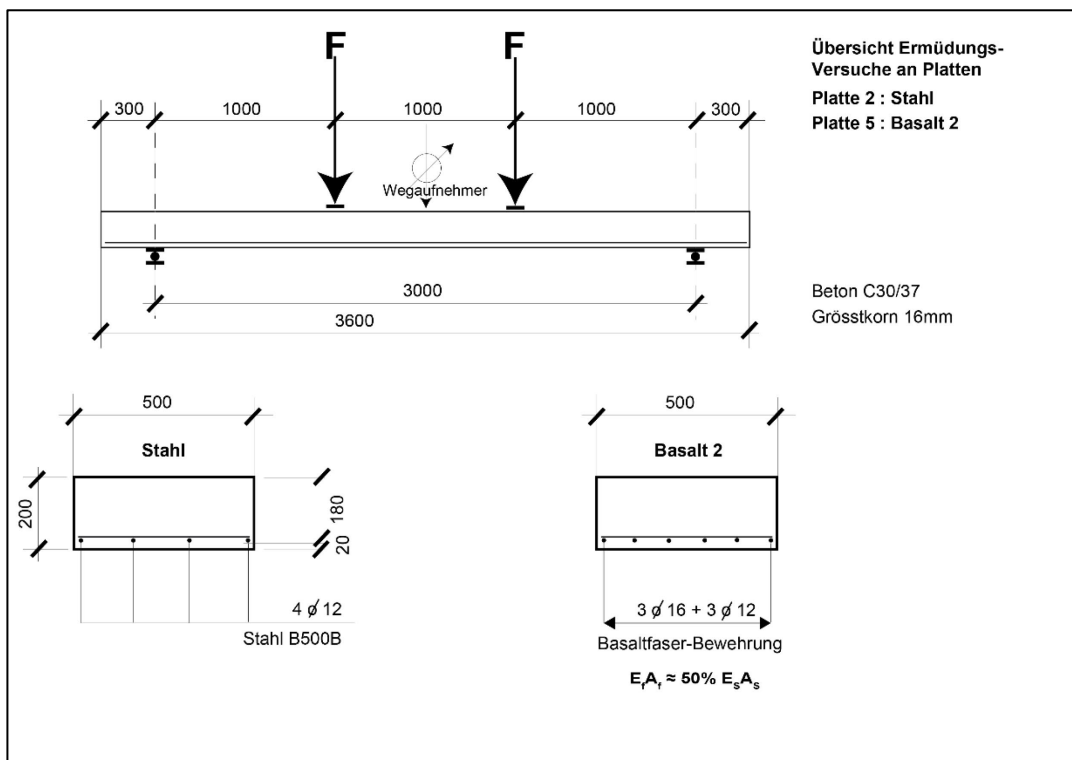 F F
Übersicht Ermüdungs-
Versuche an Platten
Platte 2 : Stahl
Platte 5 : Basalt 2
300 1000 1000 1000 300
Wegaufnehmer
3000
3600
Beton C30/37
Grösstkorn 16mm
500
Stahl
200
180
20
4 ø 12
Stahl B500B
500
Basalt 2
3 ø 16 + 3 ø 12
Basaltfaser-Bewehrung
EfAf ≈ 50% EsAs